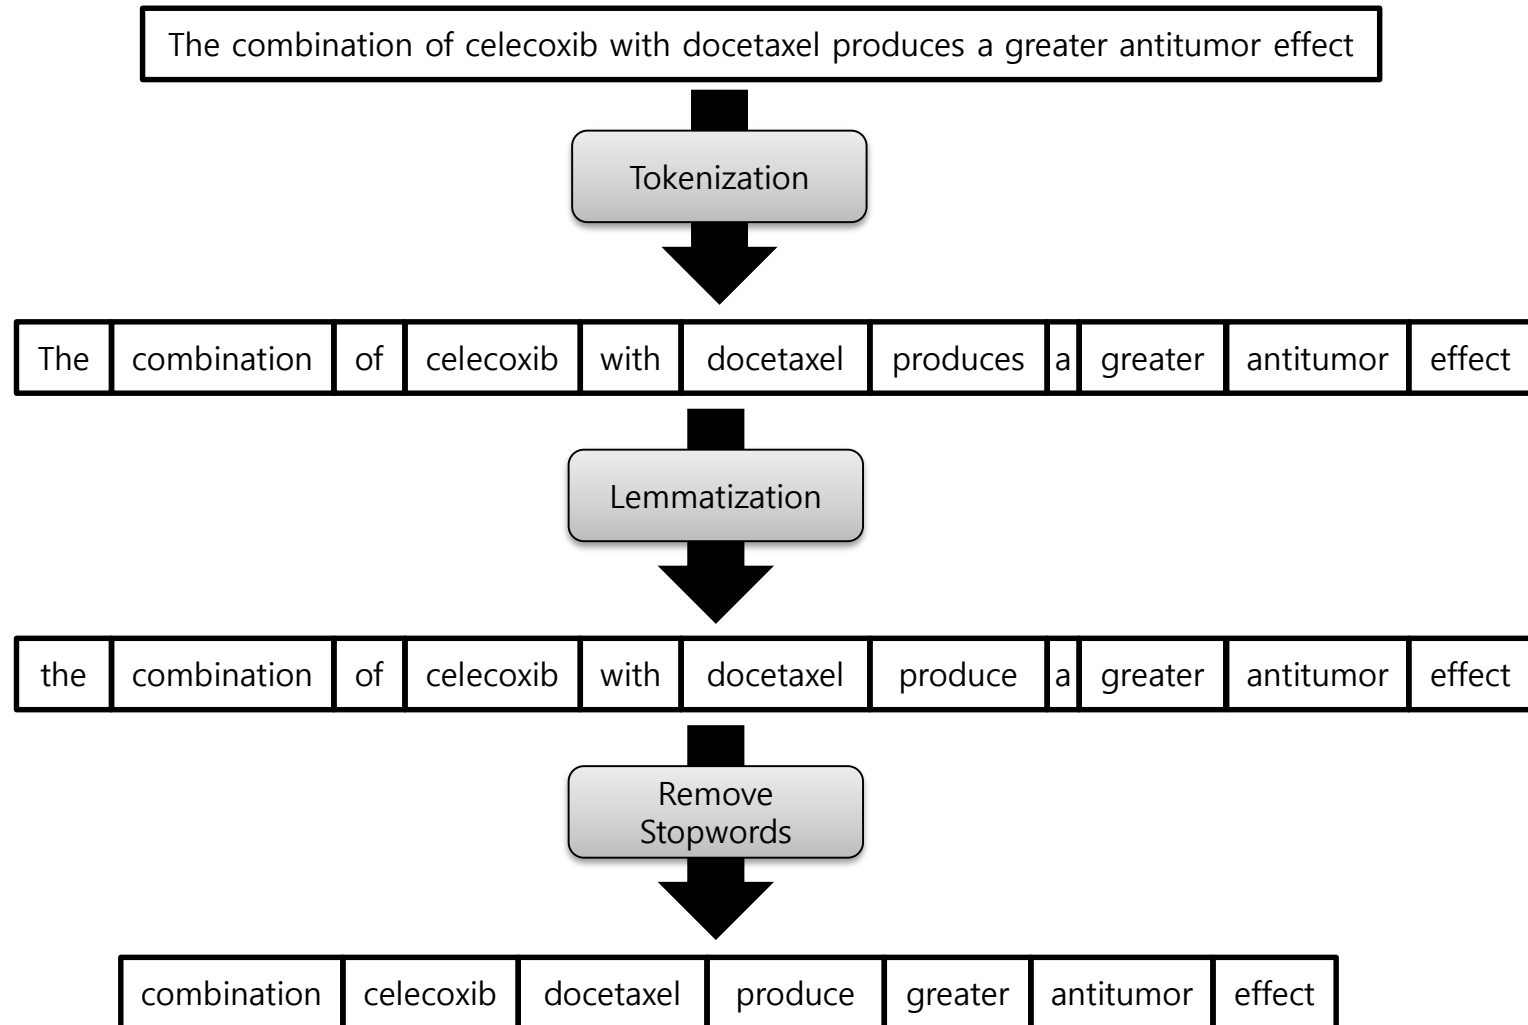 The combination of celecoxib with docetaxel produces a greater antitumor effect
Tokenization
The combination of celecoxib with docetaxel produces a greater antitumor effect
Lemmatization
the combination of celecoxib with docetaxel produce a greater antitumor effect
Remove
Stopwords
combination celecoxib docetaxel produce greater antitumor effect